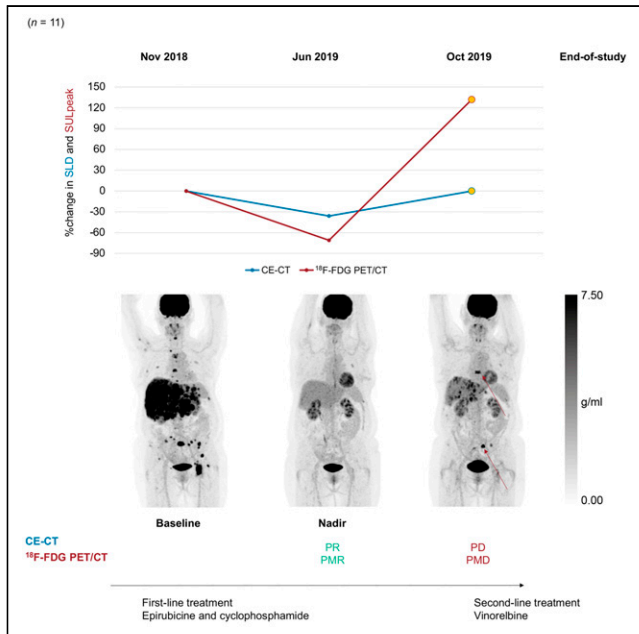 (n = 11)
Nov 2018 Jun 2019 Oct 2019 End-of-study
%change in SLD and SULpeak
150
120
90
60
30
0
-30
-60
-90
CE-CT ¹⁸F-FDG PET/CT
7.50
g/ml
0.00
Baseline Nadir
CE-CT PR PD
¹⁸F-FDG PET/CT PMR PMD
First-line treatment Second-line treatment
Epirubicine and cyclophosphamide Vinorelbine